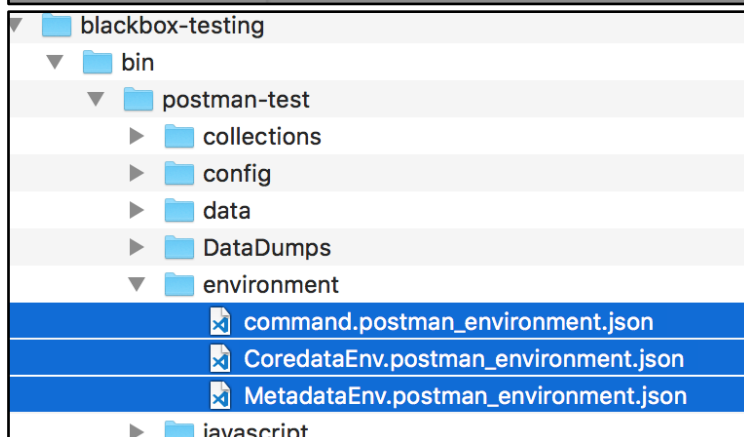 blackbox-testing
bin
postman-test
collections
config
data
DataDumps
environment
command.postman_environment.json
CoredataEnv.postman_environment.json
MetadataEnv.postman_environment.json
javascript